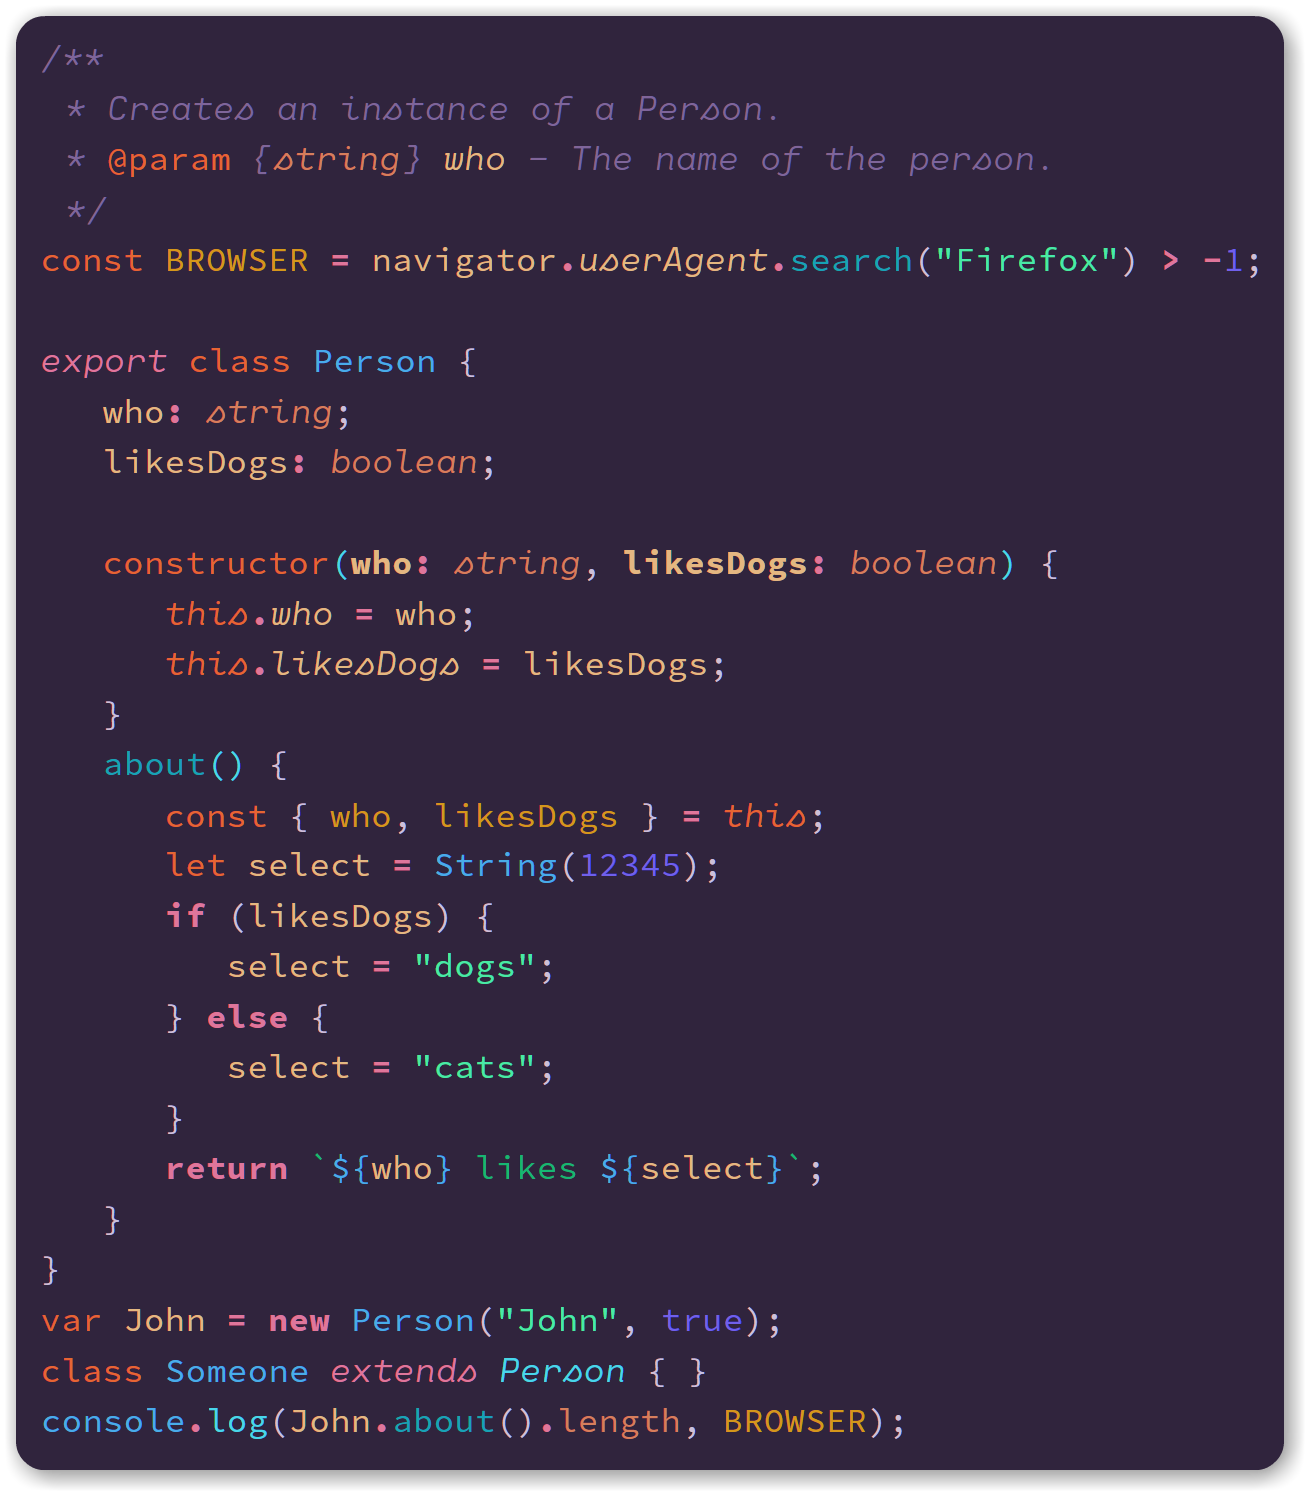 /**
 * Creates an instance of a Person.
 * @param {string} who - The name of the person.
 */
const BROWSER = navigator.userAgent.search("Firefox") > -1;

export class Person {
   who: string;
   likesDogs: boolean;

   constructor(who: string, likesDogs: boolean) {
      this.who = who;
      this.likesDogs = likesDogs;
   }
   about() {
      const { who, likesDogs } = this;
      let select = String(12345);
      if (likesDogs) {
         select = "dogs";
      } else {
         select = "cats";
      }
      return `${who} likes ${select}`;
   }
}
var John = new Person("John", true);
class Someone extends Person { }
console.log(John.about().length, BROWSER);